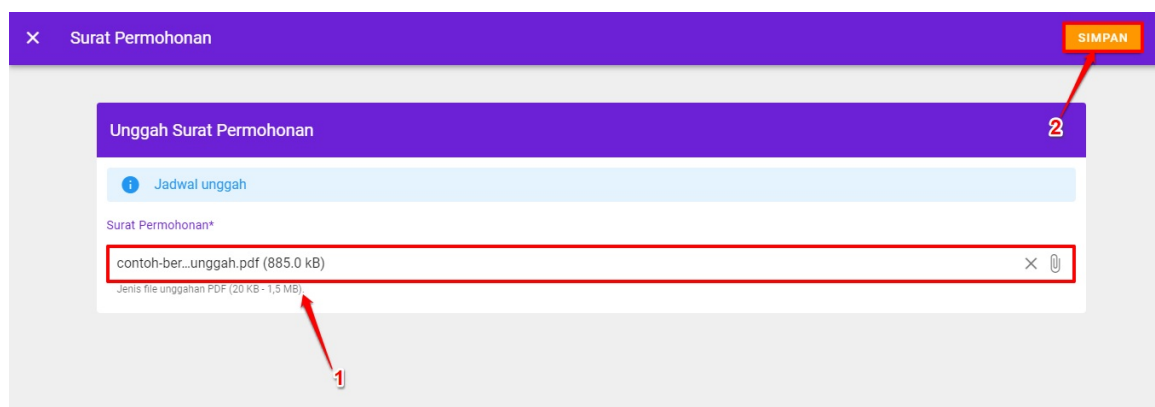 Surat Permohonan
SIMPAN
Unggah Surat Permohonan
2
Jadwal unggah
Surat Permohonan*
contoh-ber...unggah.pdf (885.0 kB)
Jenis file unggahan PDF (20 KB - 1,5 MB).
1